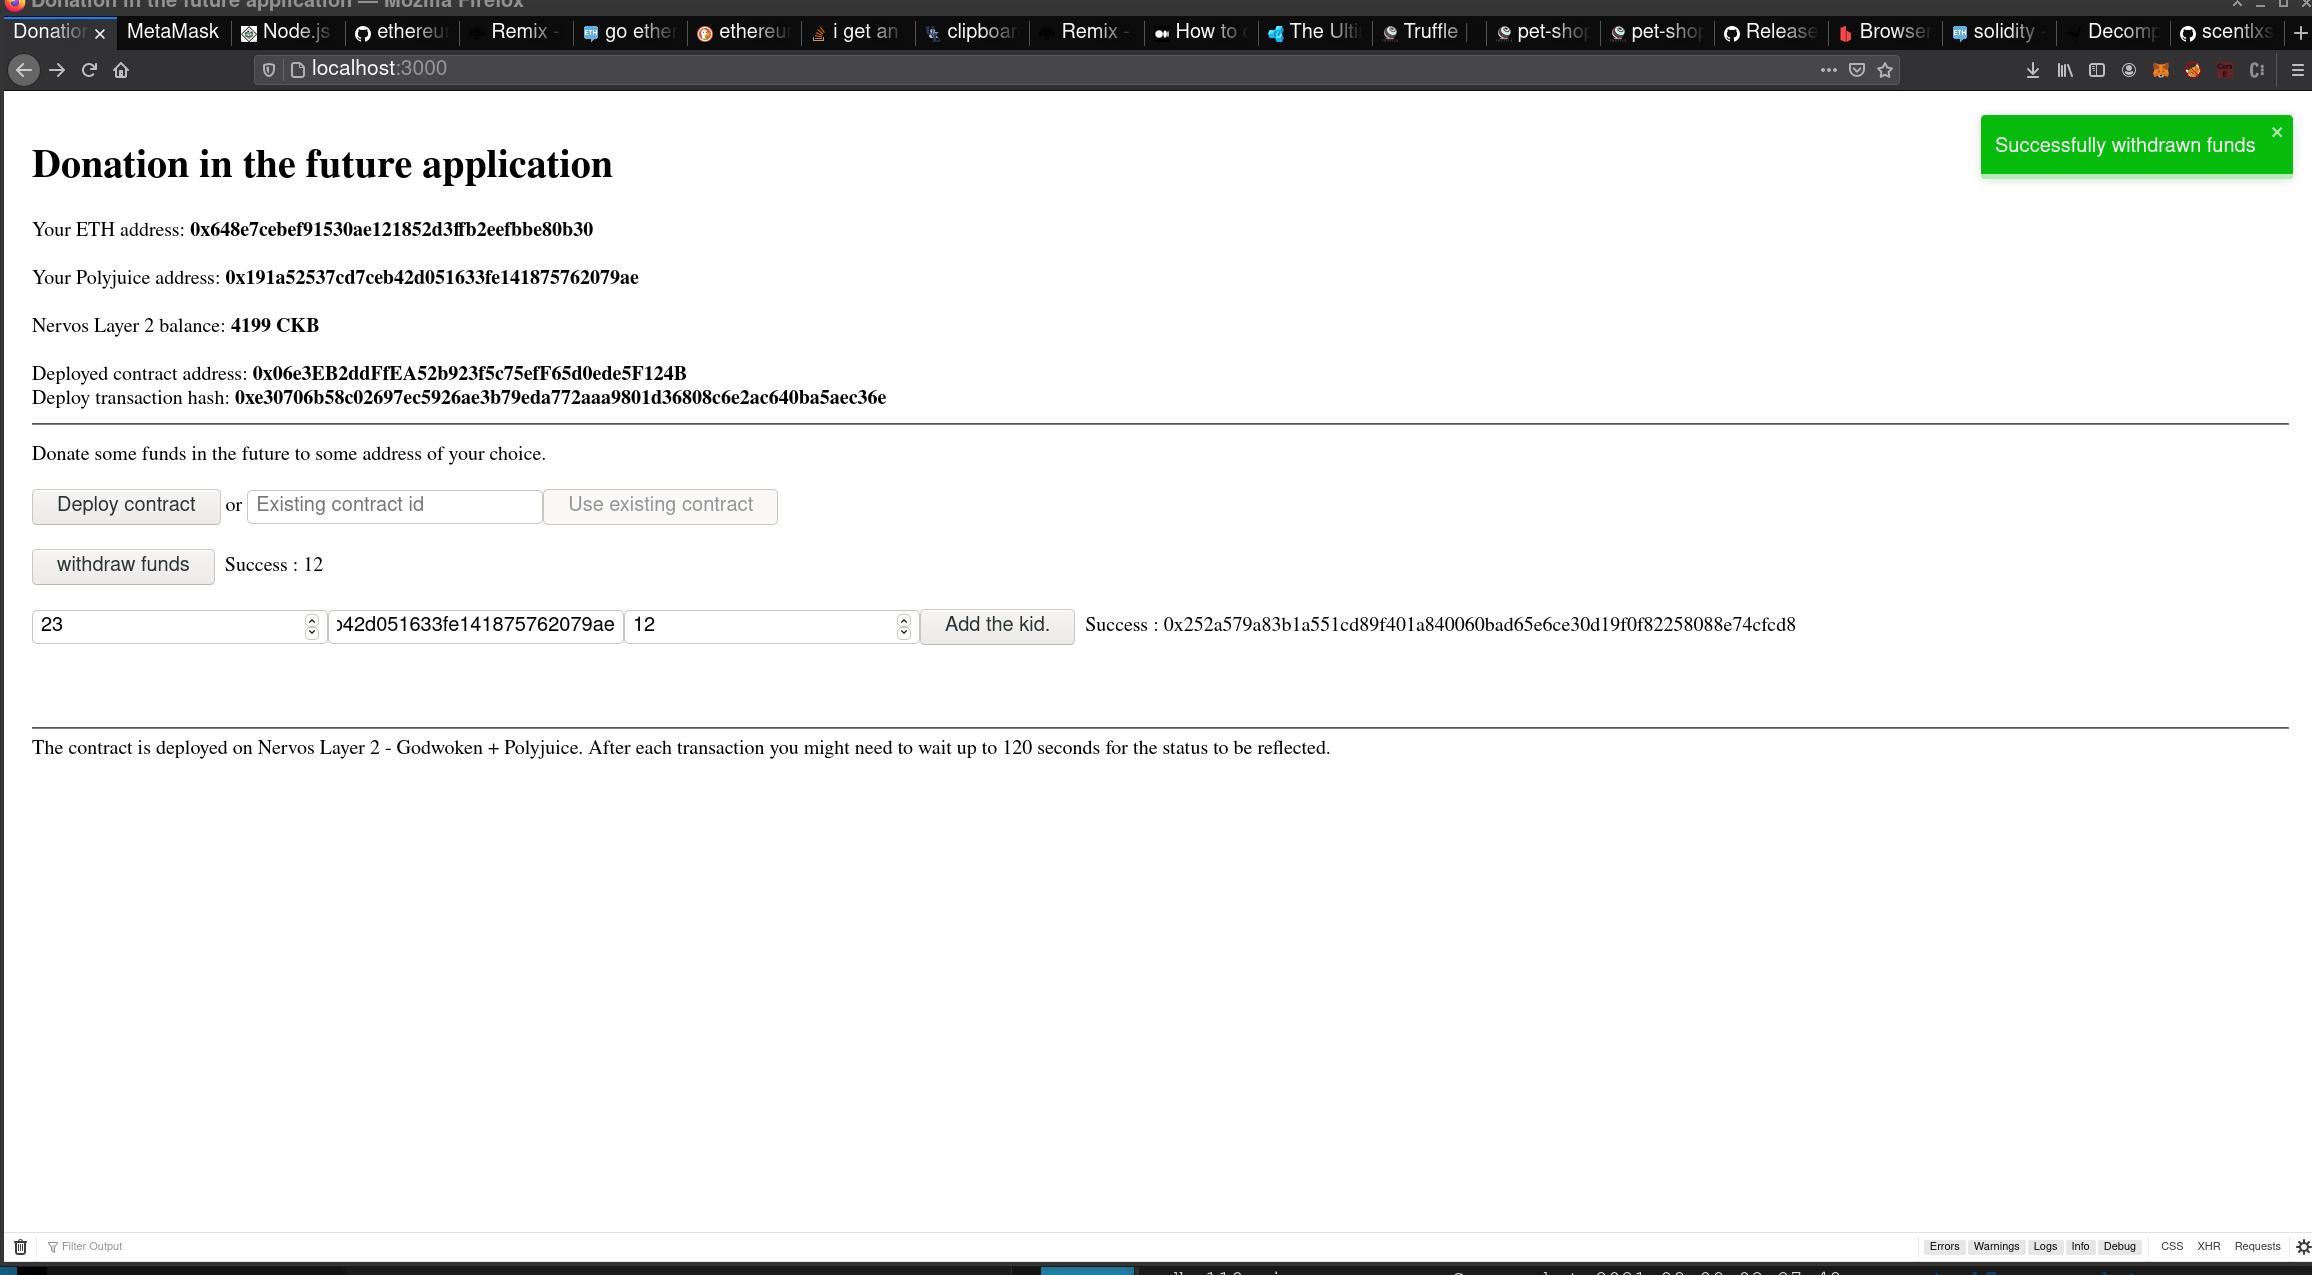 Donation in the future application — Mozilla Firefox
Donation MetaMask Node.js ethereu Remix - go ether ethereu i get an clipboar Remix - How to The Ulti Truffle pet-shop pet-shop Release Browser solidity Decomp scentlxs
localhost:3000
Successfully withdrawn funds
Donation in the future application
Your ETH address: 0x648e7cebef91530ae121852d3ffb2eefbbe80b30
Your Polyjuice address: 0x191a52537cd7ceb42d051633fe141875762079ae
Nervos Layer 2 balance: 4199 CKB
Deployed contract address: 0x06e3EB2ddFfEA52b923f5c75efF65d0ede5F124B
Deploy transaction hash: 0xe30706b58c02697ec5926ae3b79eda772aaa9801d36808c6e2ac640ba5aec36e
Donate some funds in the future to some address of your choice.
Deploy contract or Existing contract id Use existing contract
withdraw funds Success : 12
23 b42d051633fe141875762079ae 12 Add the kid. Success : 0x252a579a83b1a551cd89f401a840060bad65e6ce30d19f0f82258088e74cfcd8
The contract is deployed on Nervos Layer 2 - Godwoken + Polyjuice. After each transaction you might need to wait up to 120 seconds for the status to be reflected.
Filter Output Errors Warnings Logs Info Debug CSS XHR Requests